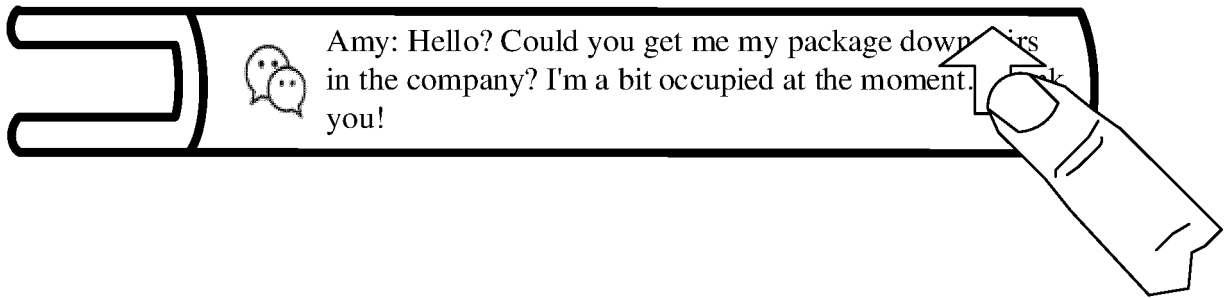 Amy: Hello? Could you get me my package
in the company? I'm a bit occupied at the moment.
you!